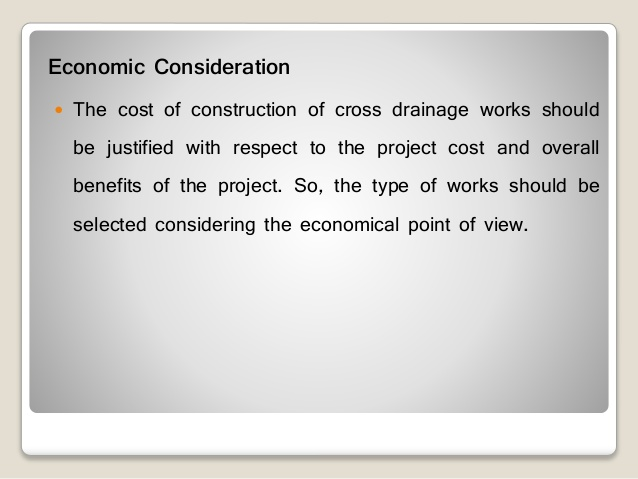 Economic Consideration
• The cost of construction of cross drainage works should
be justified with respect to the project cost and overall
benefits of the project. So, the type of works should be
selected considering the economical point of view.